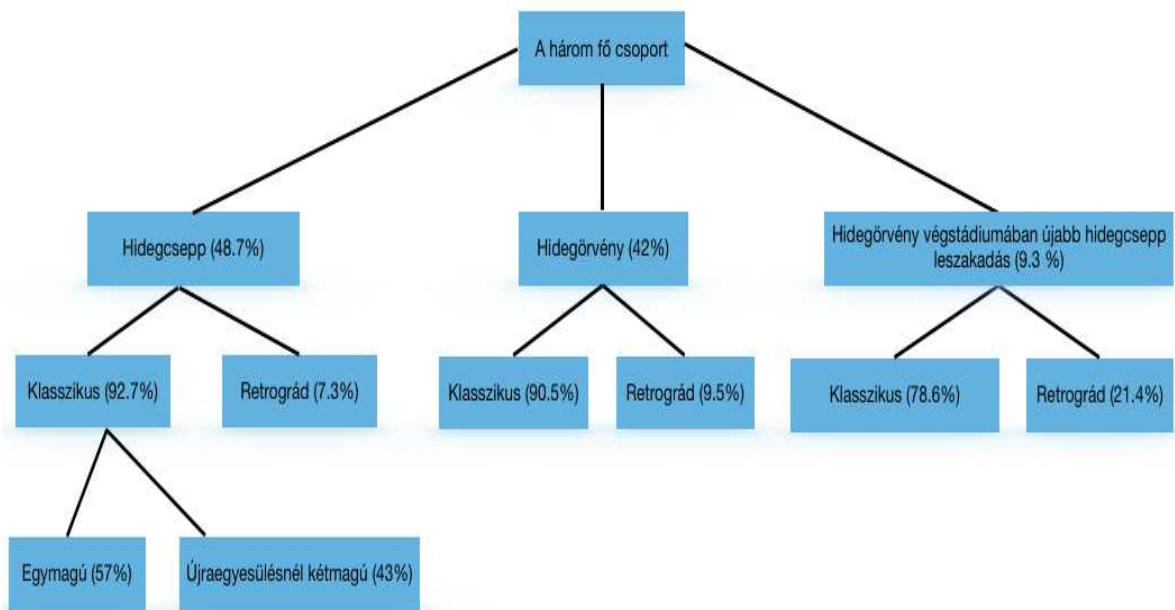 A három fő csoport
Hidegcsepp (48.7%)
Hidegörvény (42%)
Hidegörvény végstádiumában újabb hidegcsepp
leszakadás (9.3 %)
Klasszikus (92.7%)
Retrográd (7.3%)
Klasszikus (90.5%)
Retrográd (9.5%)
Klasszikus (78.6%)
Retrográd (21.4%)
Egymagú (57%)
Újraegyesülésnél kétmagú (43%)